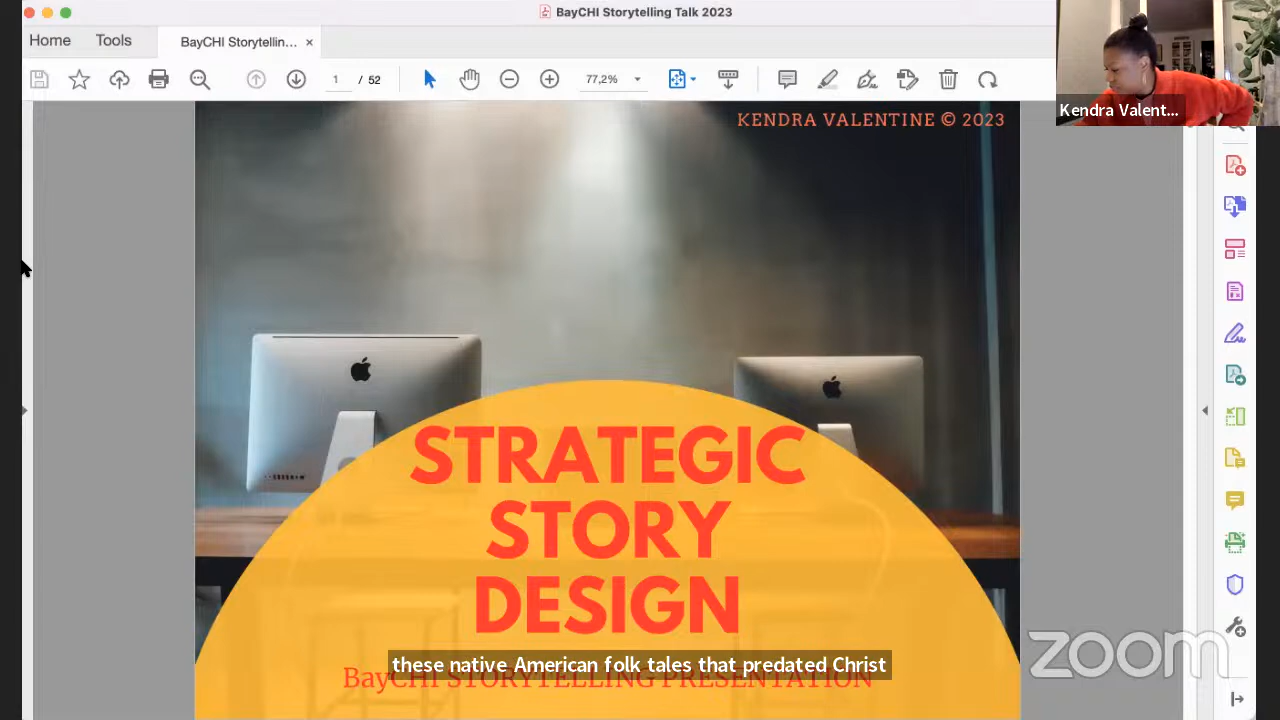 BayCHI Storytelling Talk 2023
Home Tools BayCHI Storytellin... ×
1 / 52 77,2%
Kendra Valent...
KENDRA VALENTINE © 2023
STRATEGIC
STORY
DESIGN
these native American folk tales that predated Christ
BayCHI STORYTELLING PRESENTATION
zoom